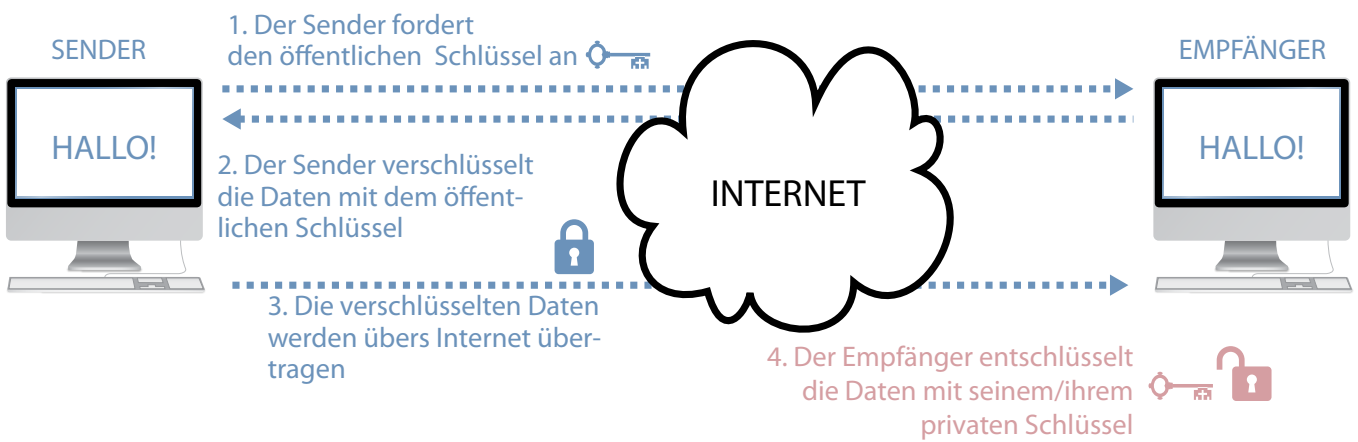 SENDER
1. Der Sender fordert
den öffentlichen Schlüssel an
EMPFÄNGER
HALLO!
HALLO!
2. Der Sender verschlüsselt
die Daten mit dem öffent-
lichen Schlüssel
INTERNET
3. Die verschlüsselten Daten
werden übers Internet über-
tragen
4. Der Empfänger entschlüsselt
die Daten mit seinem/ihrem
privaten Schlüssel